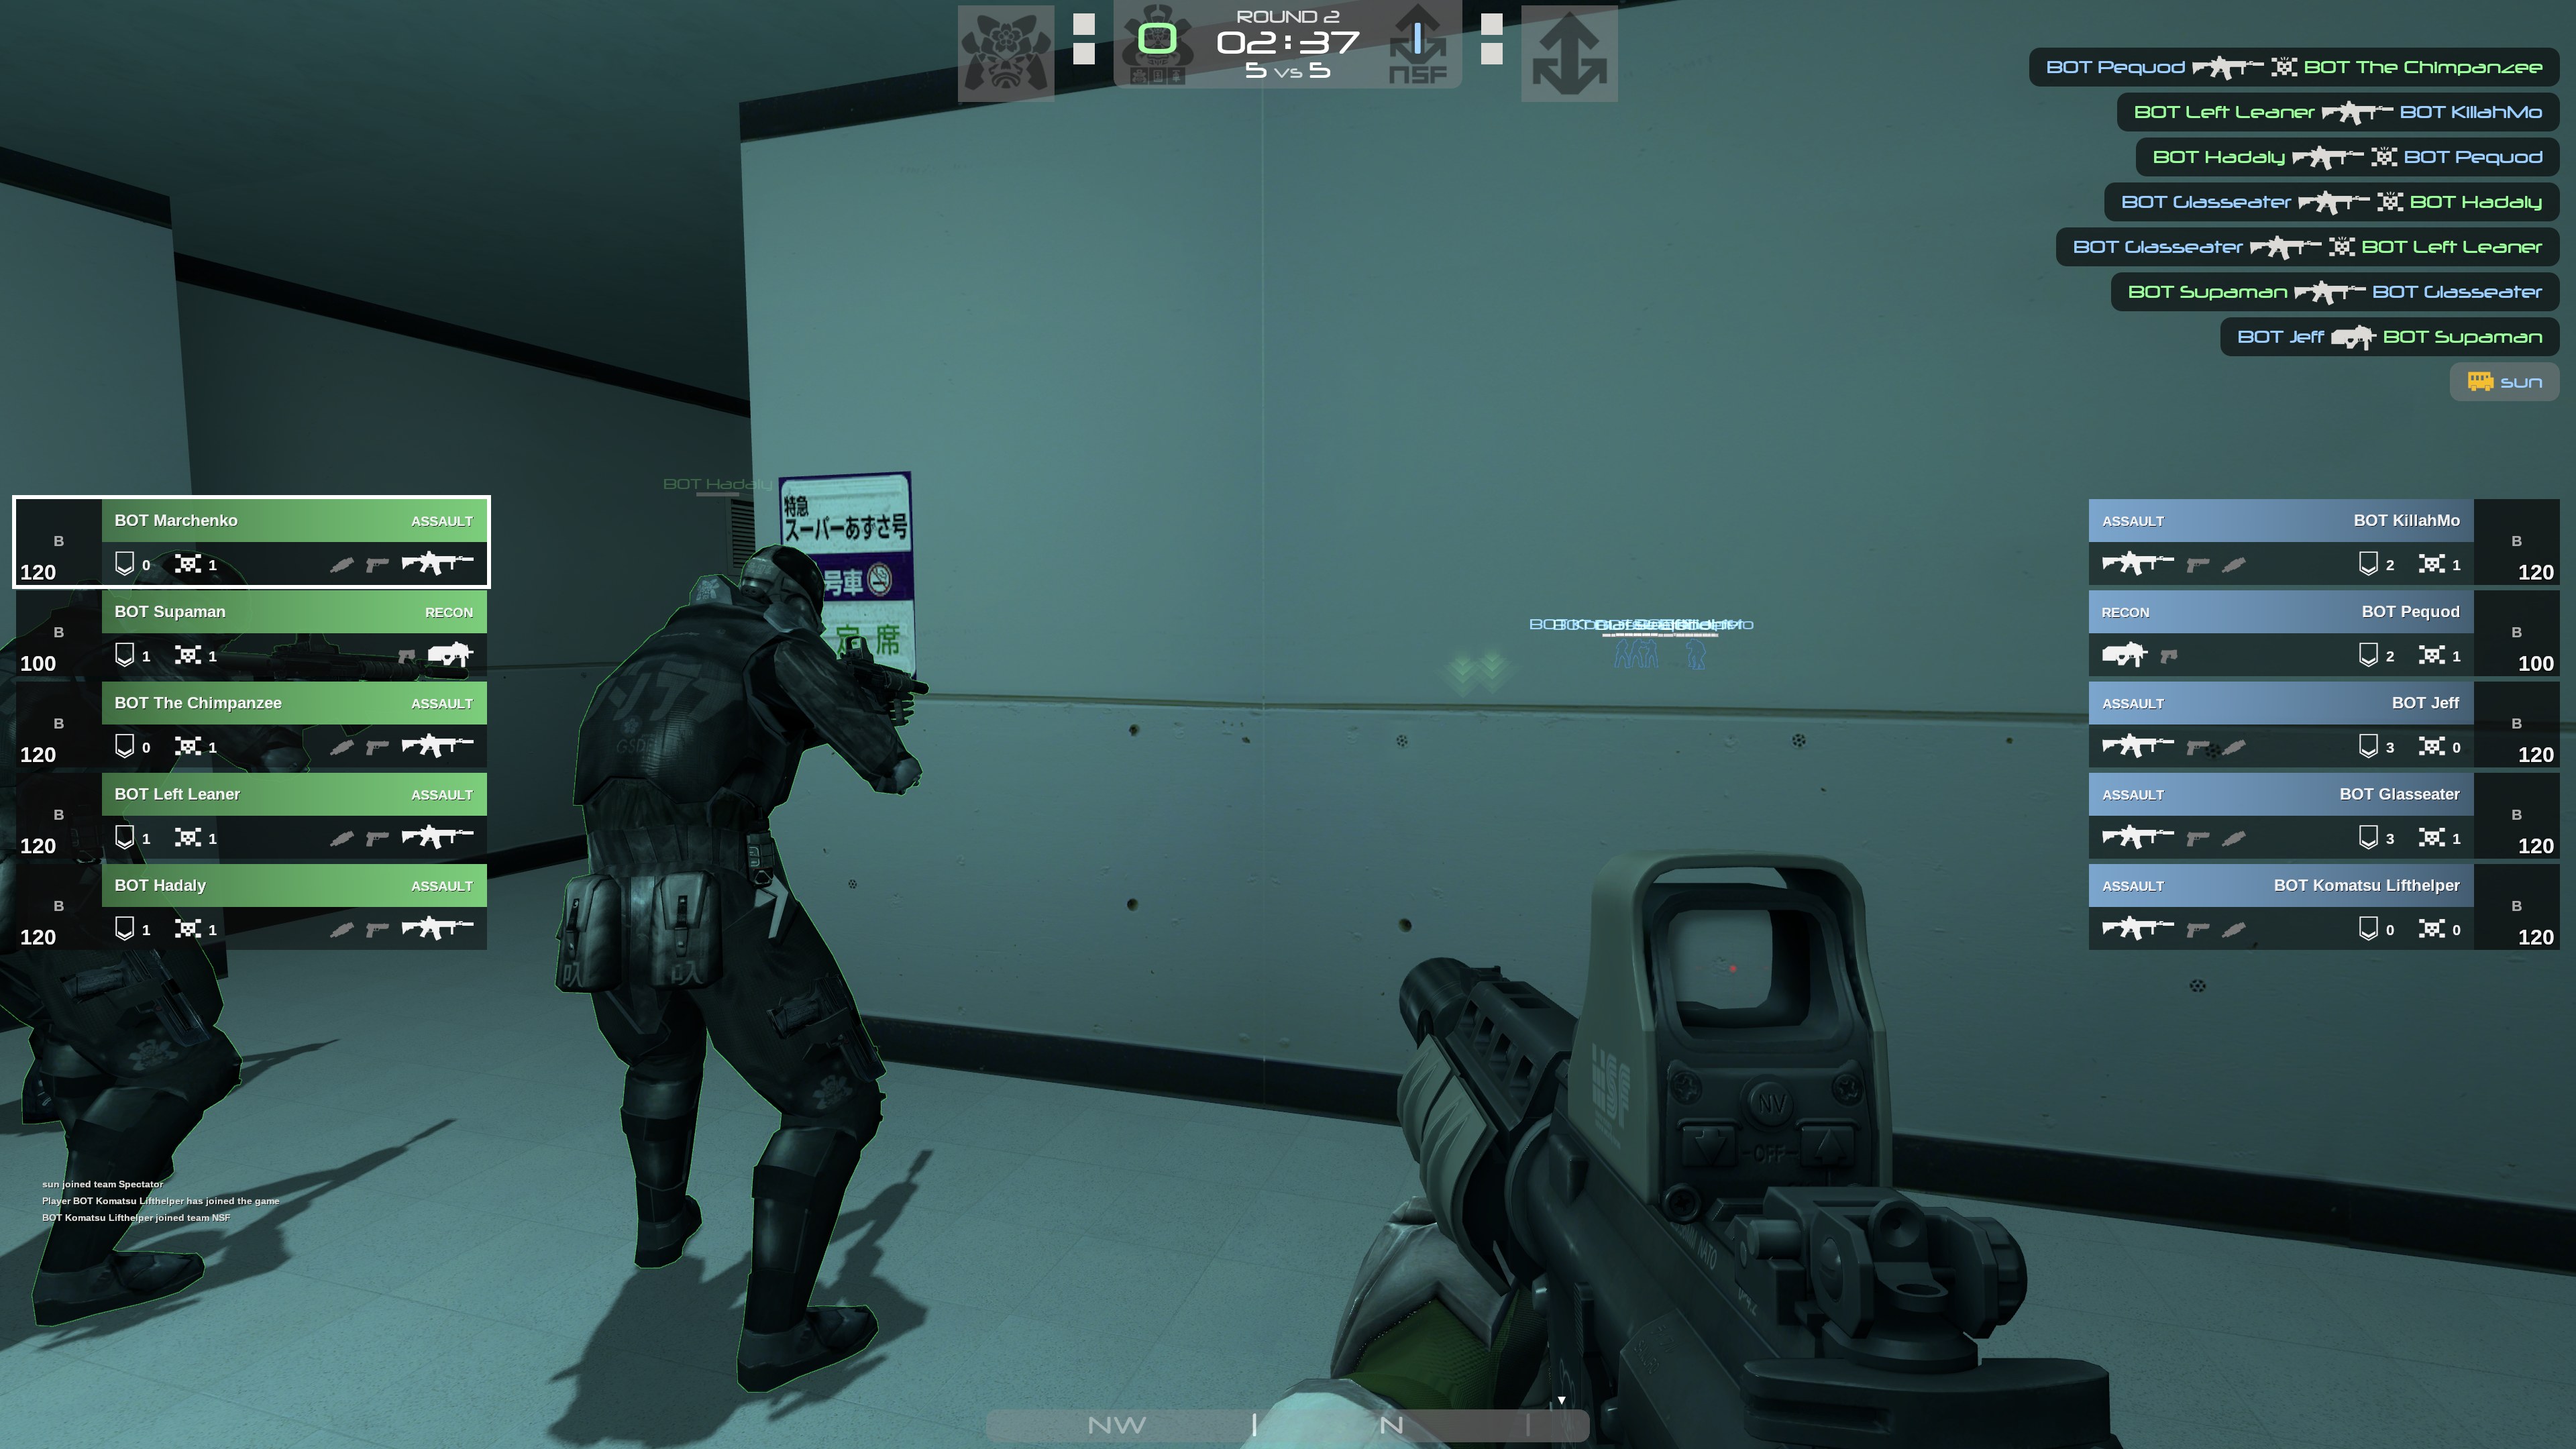 ROUND 2
0 02:37 1
5 VS 5
NSF
BOT Pequod BOT The Chimpanzee
BOT Left Leaner BOT KillahMo
BOT Hadaly BOT Pequod
BOT Glasseater BOT Hadaly
BOT Glasseater BOT Left Leaner
BOT Supaman BOT Glasseater
BOT Jeff BOT Supaman
sun
BOT Hadaly
特急
スーパーあずさ号
号車
定 席
B
120
BOT Marchenko ASSAULT
0 1
B
100
BOT Supaman RECON
1 1
B
120
BOT The Chimpanzee ASSAULT
0 1
B
120
BOT Left Leaner ASSAULT
1 1
B
120
BOT Hadaly ASSAULT
1 1
ASSAULT BOT KillahMo
2 1
B
120
RECON BOT Pequod
2 1
B
100
ASSAULT BOT Jeff
3 0
B
120
ASSAULT BOT Glasseater
3 1
B
120
ASSAULT BOT Komatsu Lifthelper
0 0
B
120
GSDF
NSF
NV
-OFF-
NATO
sun joined team Spectator
Player BOT Komatsu Lifthelper has joined the game
BOT Komatsu Lifthelper joined team NSF
NW N